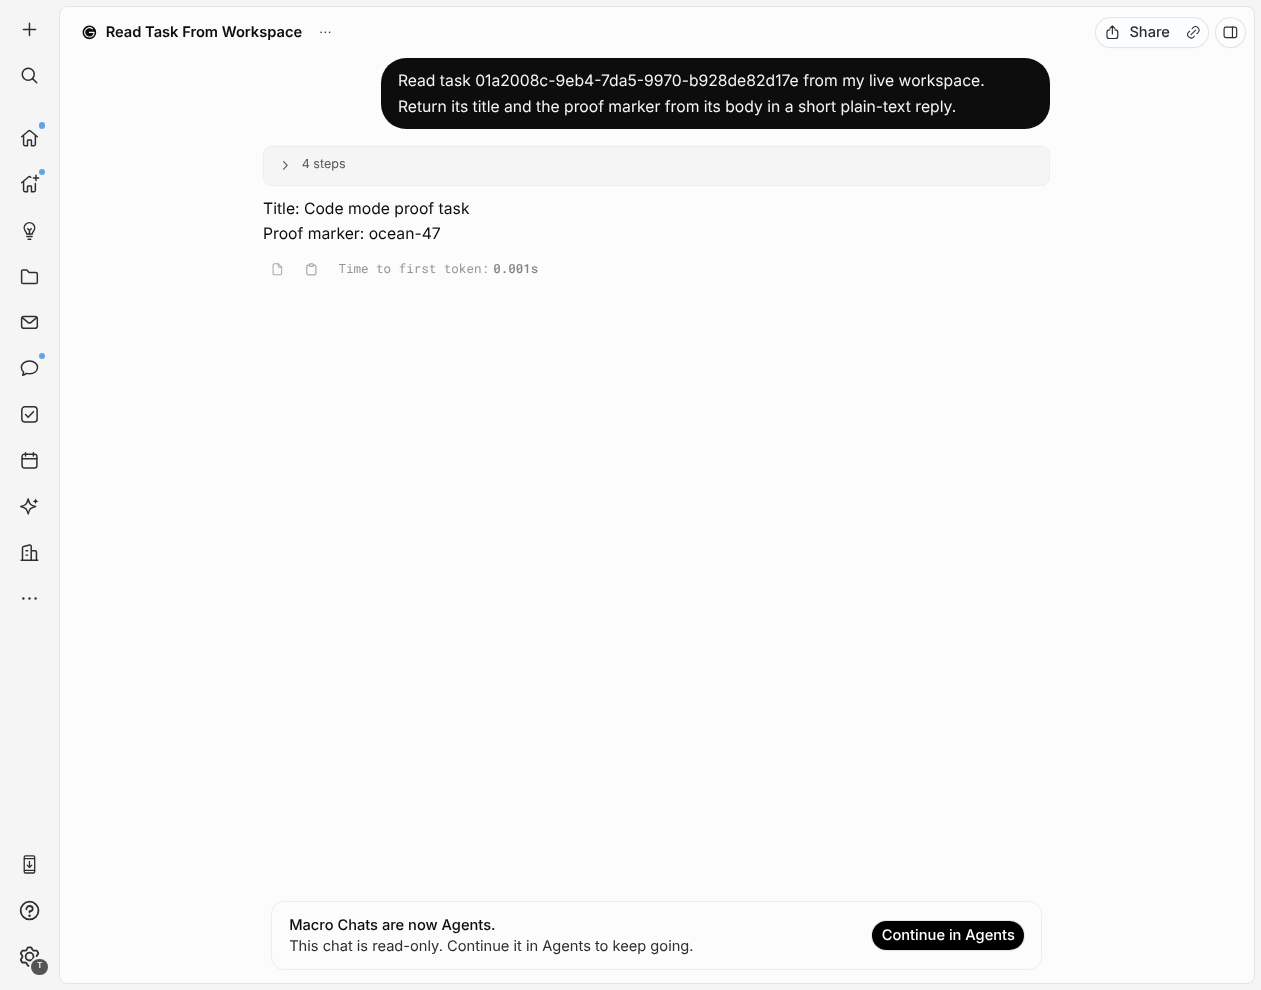 Read Task From Workspace
Share
Read task 01a2008c-9eb4-7da5-9970-b928de82d17e from my live workspace.
Return its title and the proof marker from its body in a short plain-text reply.
4 steps
Title: Code mode proof task
Proof marker: ocean-47
Time to first token: 0.001s
Macro Chats are now Agents.
This chat is read-only. Continue it in Agents to keep going.
Continue in Agents
T